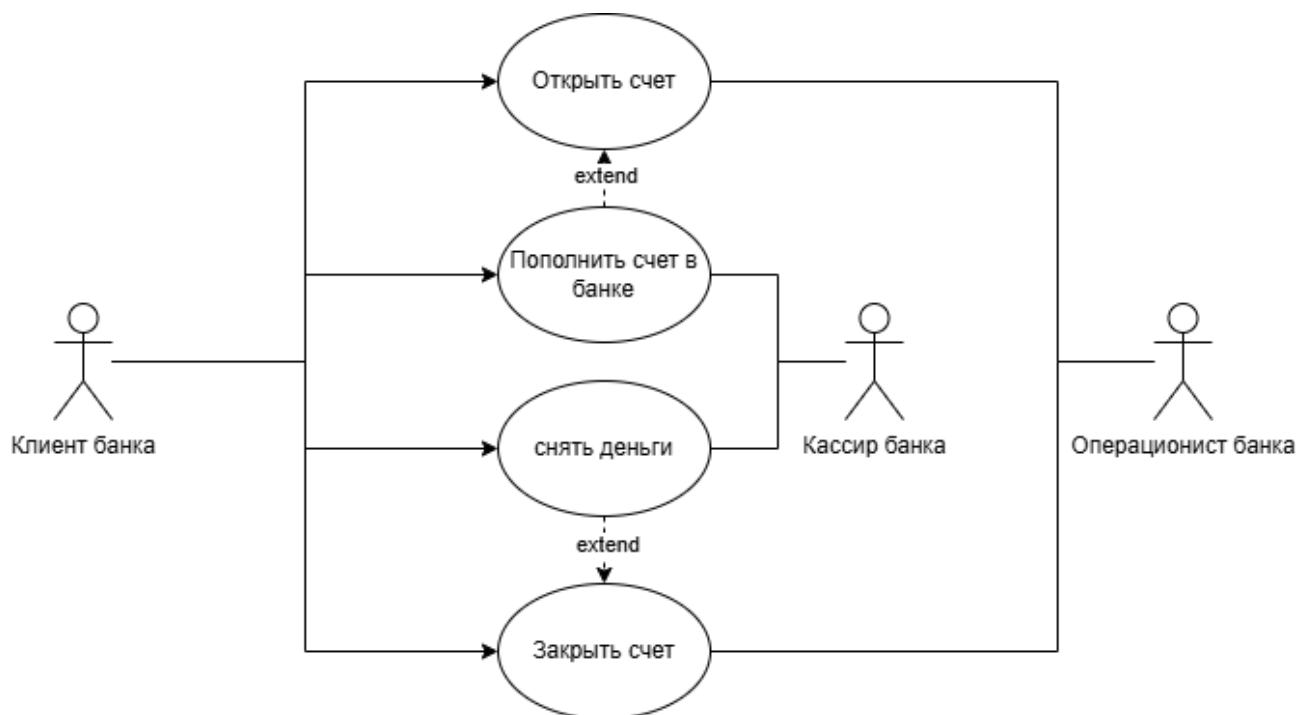 Открыть счет
extend
Пополнить счет в
банке
Клиент банка
снять деньги
Кассир банка
Операционист банка
extend
Закрыть счет